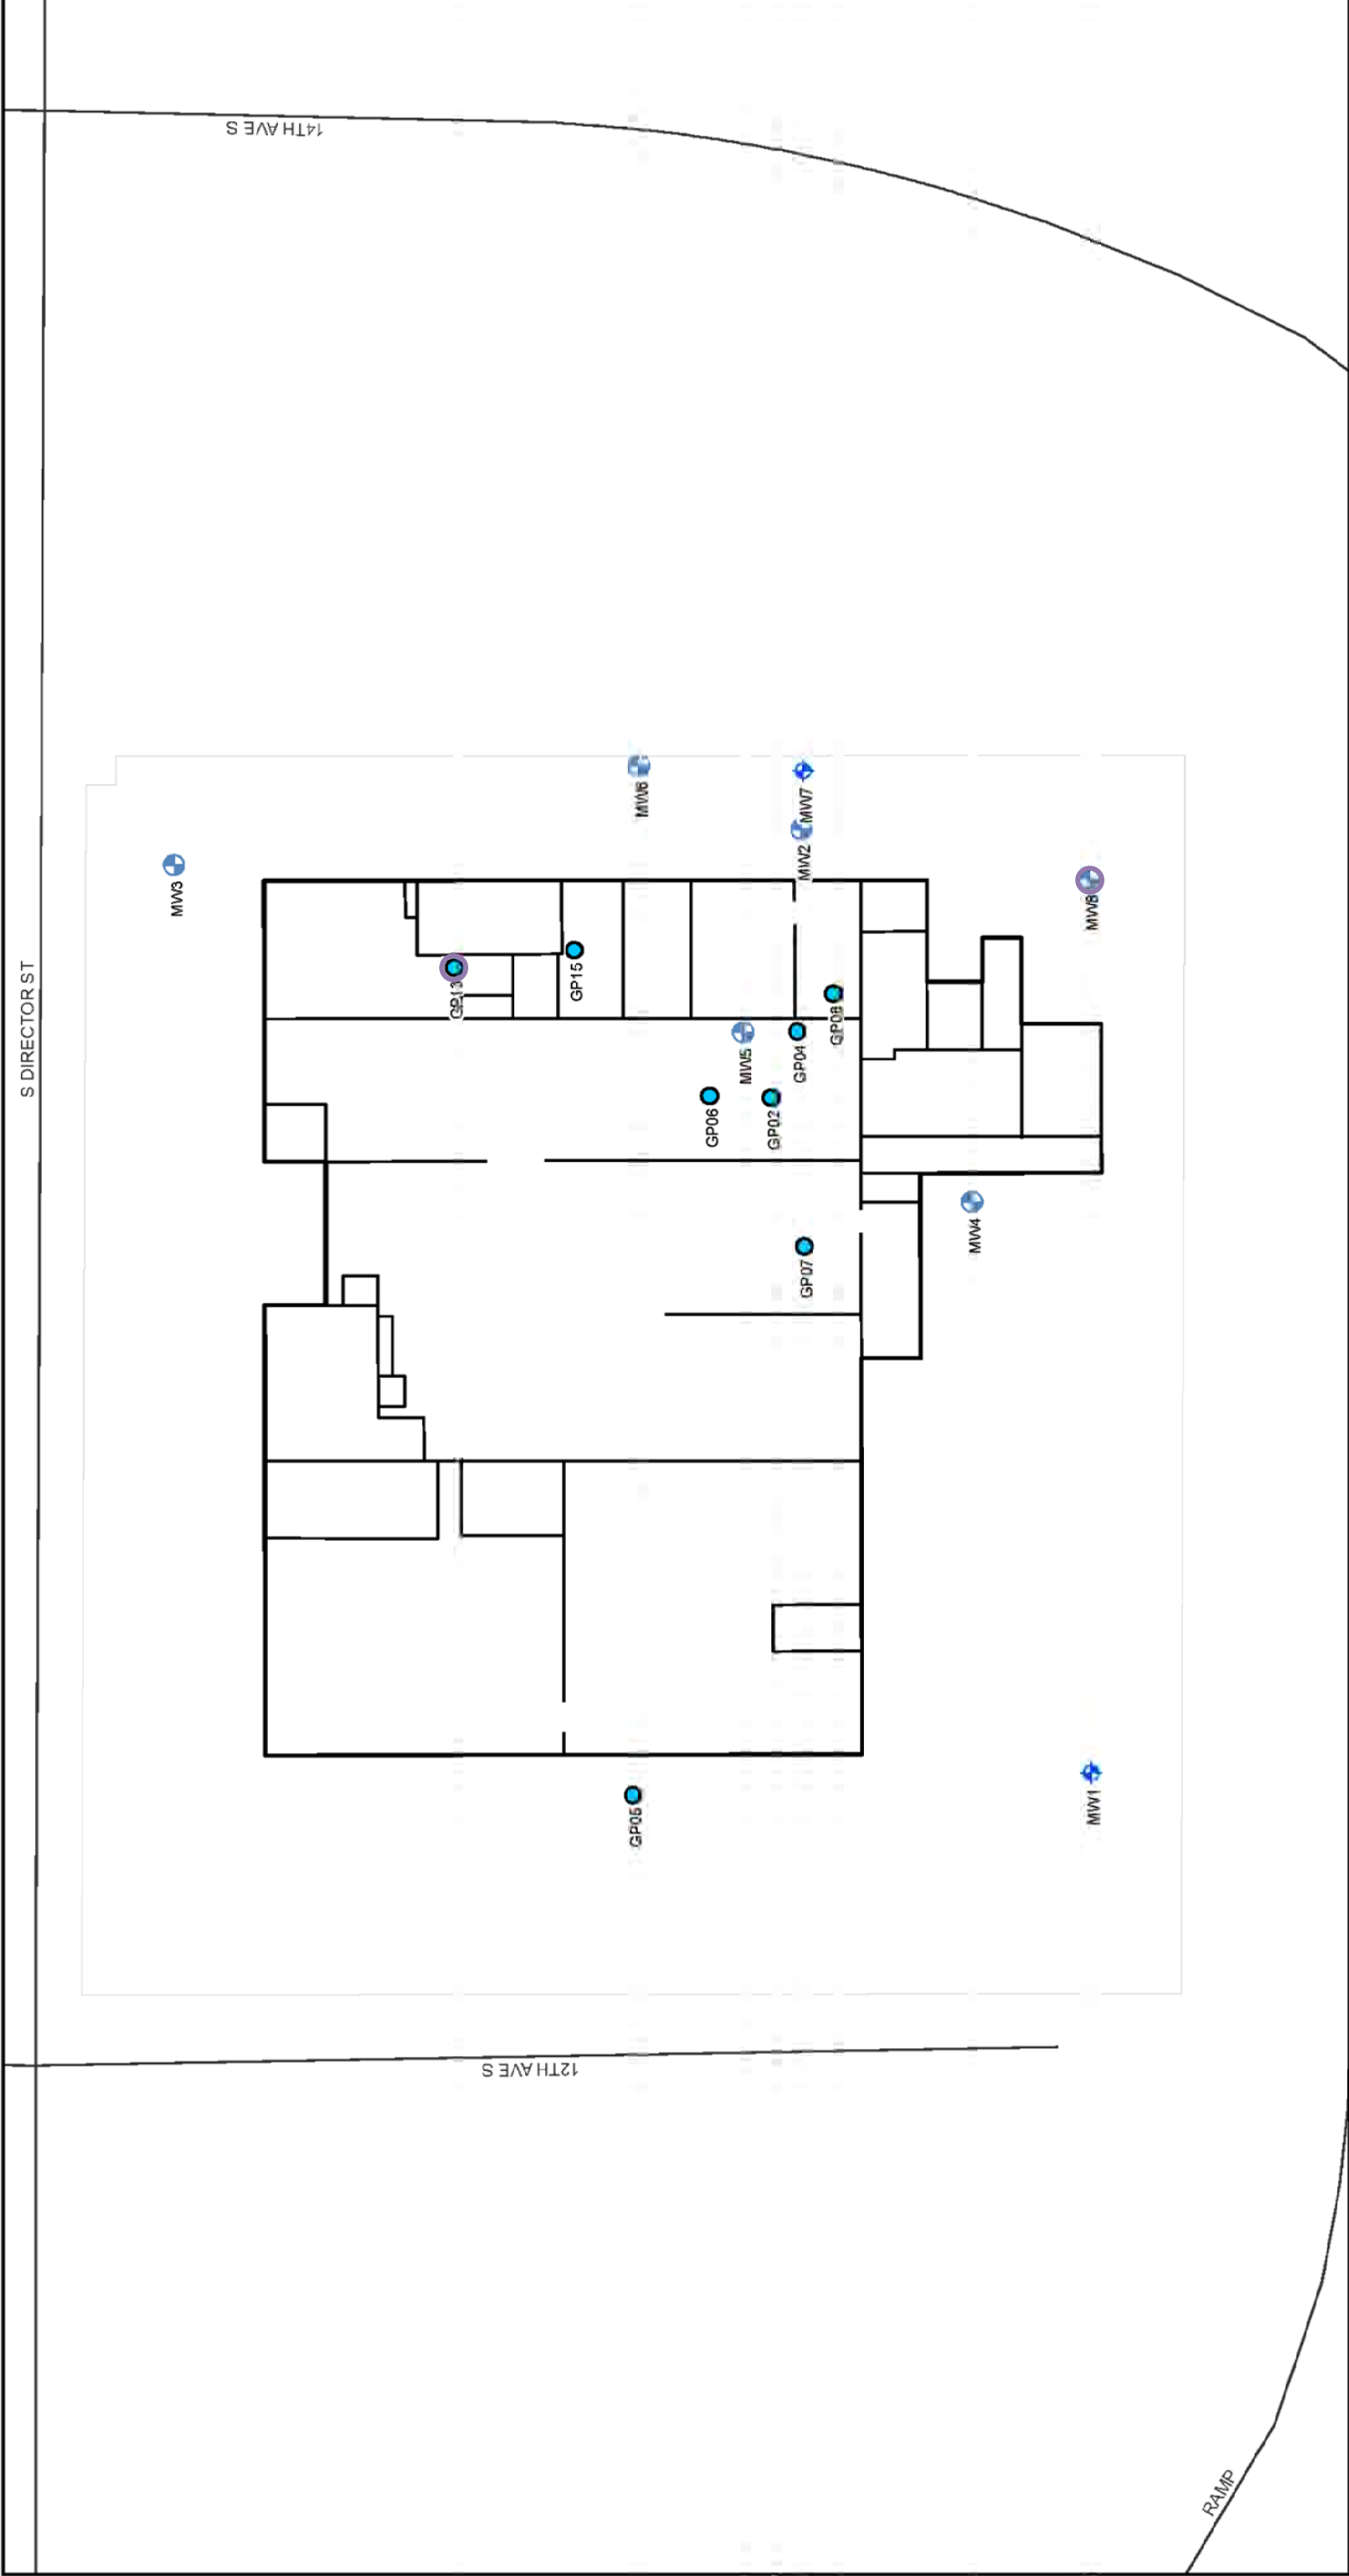 14TH AVE S
S DIRECTOR ST
MW3
MW6
MW7
MW2
MW8
GP13
GP15
GP08
MW5
GP04
GP06
GP02
MW4
GP07
GP05
MW1
12TH AVE S
RAMP